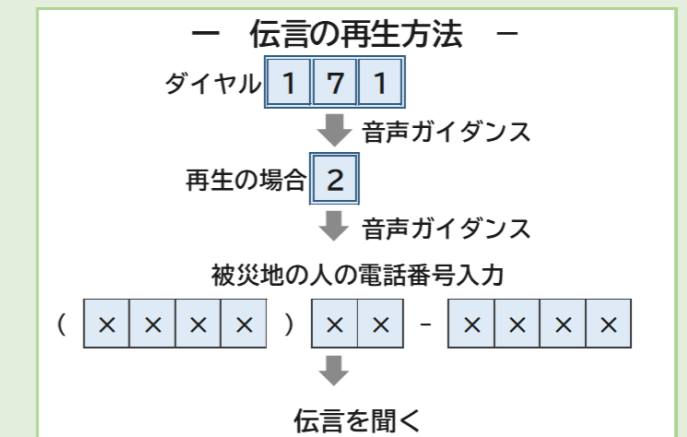 ー 伝言の再生方法 −
ダイヤル 1 7 1
音声ガイダンス
再生の場合 2
音声ガイダンス
被災地の人の電話番号入力
( × × × × ) × × - × × × ×
伝言を聞く